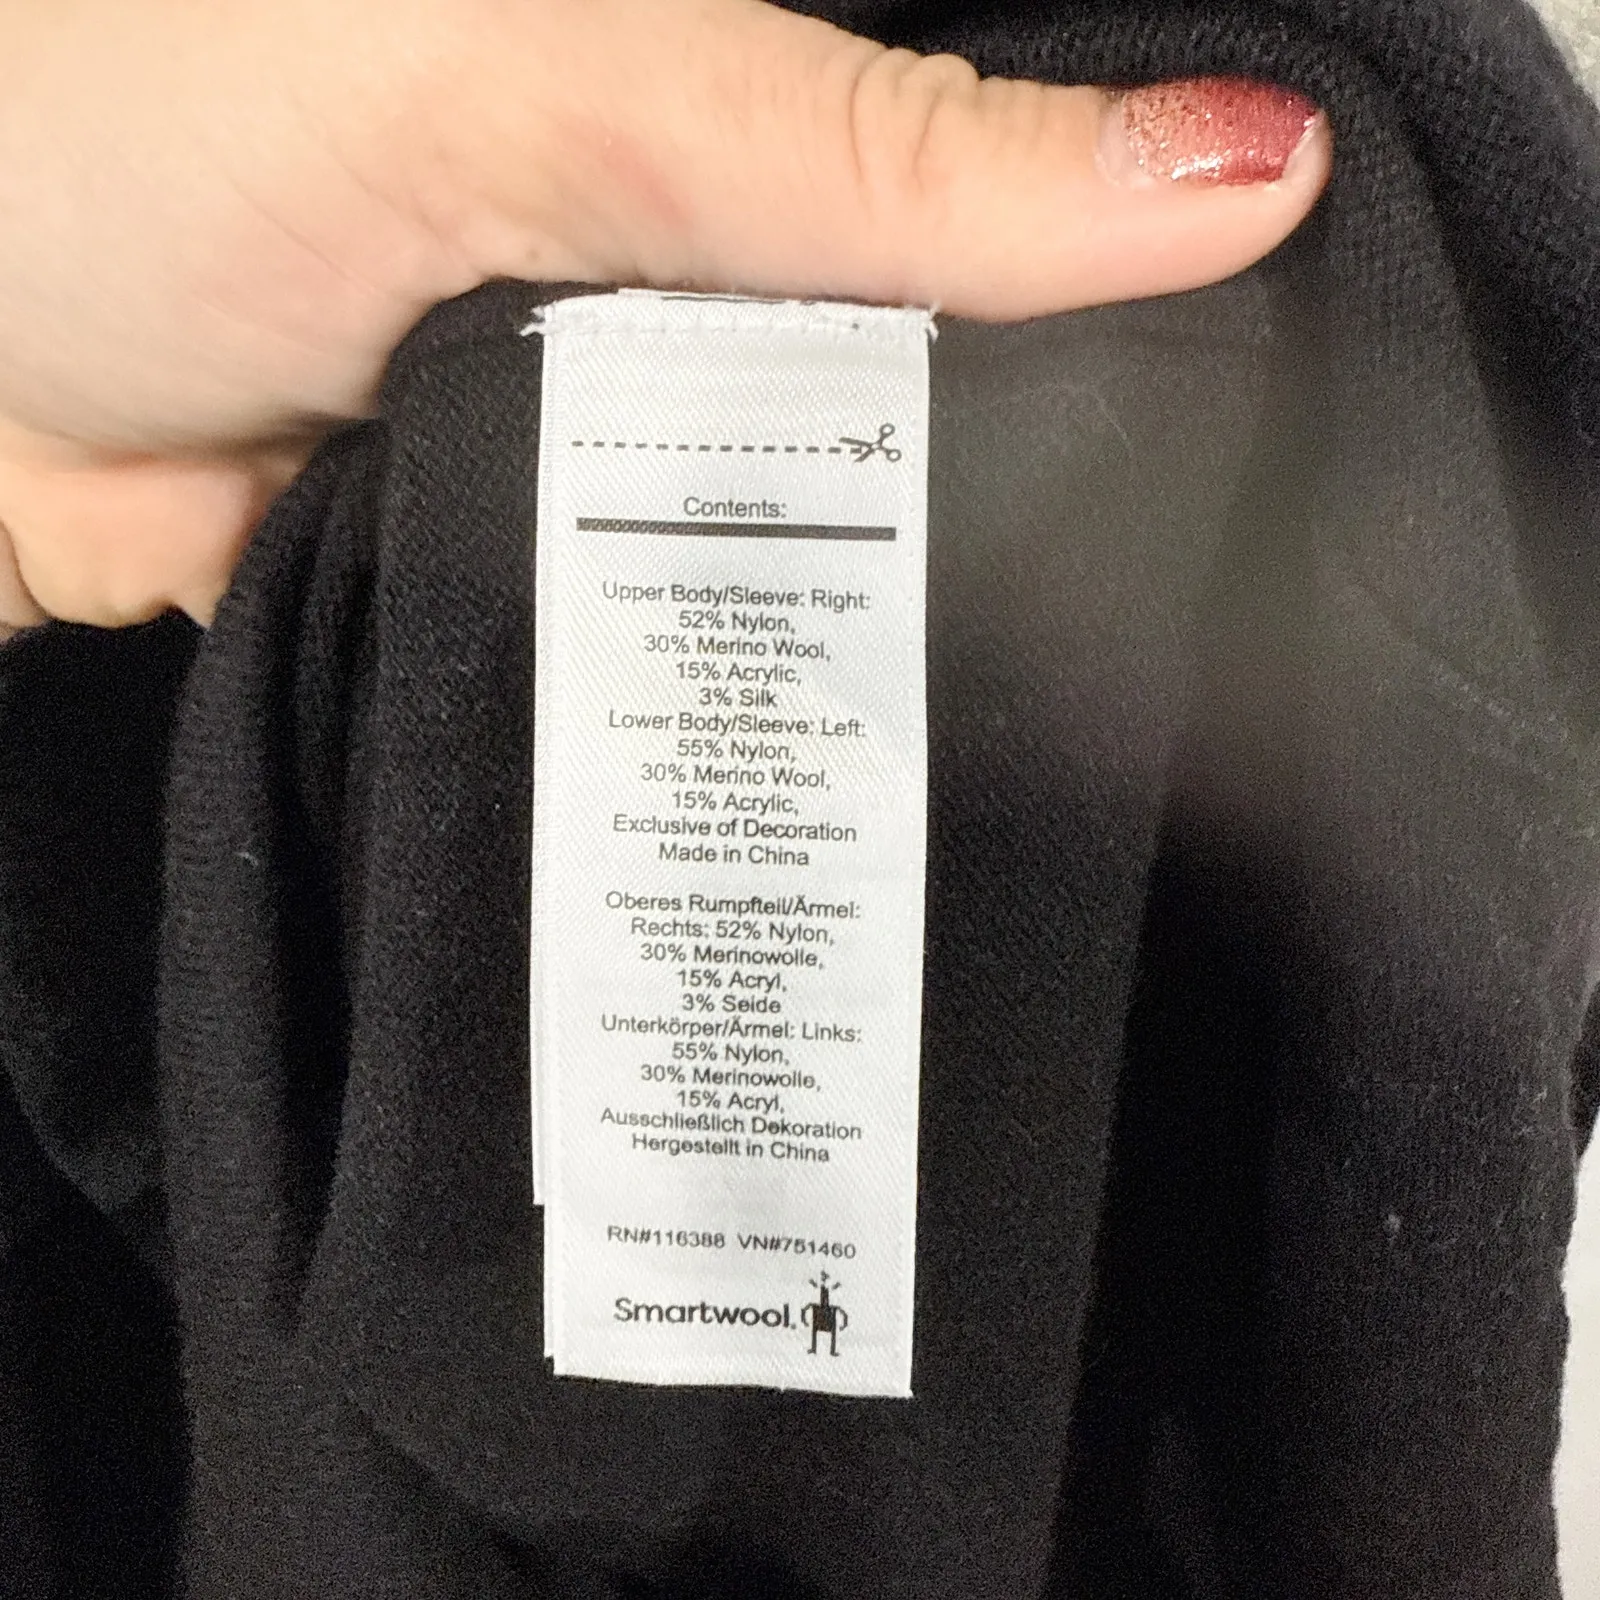 Contents:
Upper Body/Sleeve: Right:
52% Nylon,
30% Merino Wool,
15% Acrylic,
3% Silk
Lower Body/Sleeve: Left:
55% Nylon,
30% Merino Wool,
15% Acrylic,
Exclusive of Decoration
Made in China
Oberes Rumpfteil/Ärmel:
Rechts: 52% Nylon,
30% Merinowolle,
15% Acryl,
3% Seide
Unterkörper/Ärmel: Links:
55% Nylon,
30% Merinowolle,
15% Acryl,
Ausschließlich Dekoration
Hergestellt in China
RN#116388 VN#751460
Smartwool.